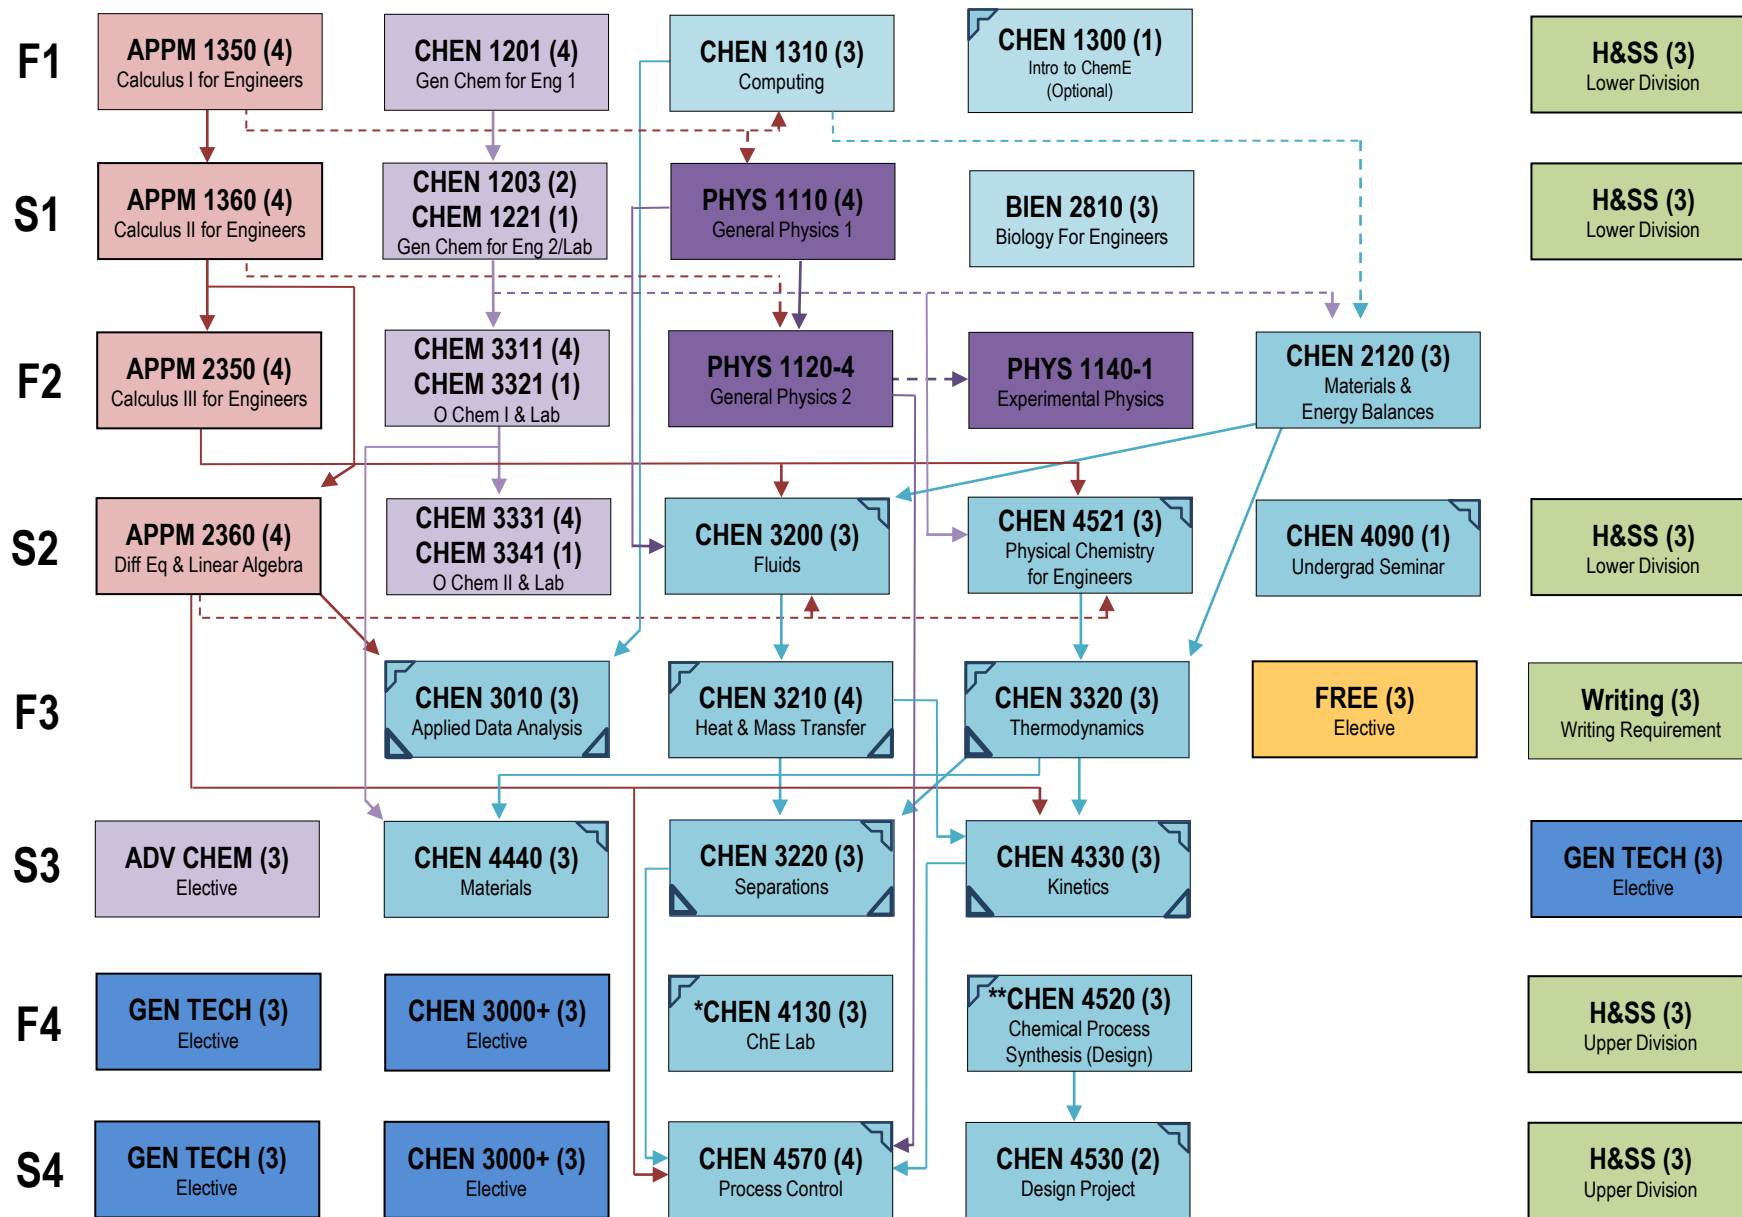 F1
APPM 1350 (4)
Calculus I for Engineers
CHEN 1201 (4)
Gen Chem for Eng 1
CHEN 1310 (3)
Computing
CHEN 1300 (1)
Intro to ChemE
(Optional)
H&SS (3)
Lower Division
S1
APPM 1360 (4)
Calculus II for Engineers
CHEN 1203 (2)
CHEM 1221 (1)
Gen Chem for Eng 2/Lab
PHYS 1110 (4)
General Physics 1
BIEN 2810 (3)
Biology For Engineers
H&SS (3)
Lower Division
F2
APPM 2350 (4)
Calculus III for Engineers
CHEM 3311 (4)
CHEM 3321 (1)
O Chem I & Lab
PHYS 1120-4
General Physics 2
PHYS 1140-1
Experimental Physics
CHEN 2120 (3)
Materials &
Energy Balances
S2
APPM 2360 (4)
Diff Eq & Linear Algebra
CHEM 3331 (4)
CHEM 3341 (1)
O Chem II & Lab
CHEN 3200 (3)
Fluids
CHEN 4521 (3)
Physical Chemistry
for Engineers
CHEN 4090 (1)
Undergrad Seminar
H&SS (3)
Lower Division
F3
CHEN 3010 (3)
Applied Data Analysis
CHEN 3210 (4)
Heat & Mass Transfer
CHEN 3320 (3)
Thermodynamics
FREE (3)
Elective
Writing (3)
Writing Requirement
S3
ADV CHEM (3)
Elective
CHEN 4440 (3)
Materials
CHEN 3220 (3)
Separations
CHEN 4330 (3)
Kinetics
GEN TECH (3)
Elective
F4
GEN TECH (3)
Elective
CHEN 3000+ (3)
Elective
*CHEN 4130 (3)
ChE Lab
**CHEN 4520 (3)
Chemical Process
Synthesis (Design)
H&SS (3)
Upper Division
S4
GEN TECH (3)
Elective
CHEN 3000+ (3)
Elective
CHEN 4570 (4)
Process Control
CHEN 4530 (2)
Design Project
H&SS (3)
Upper Division